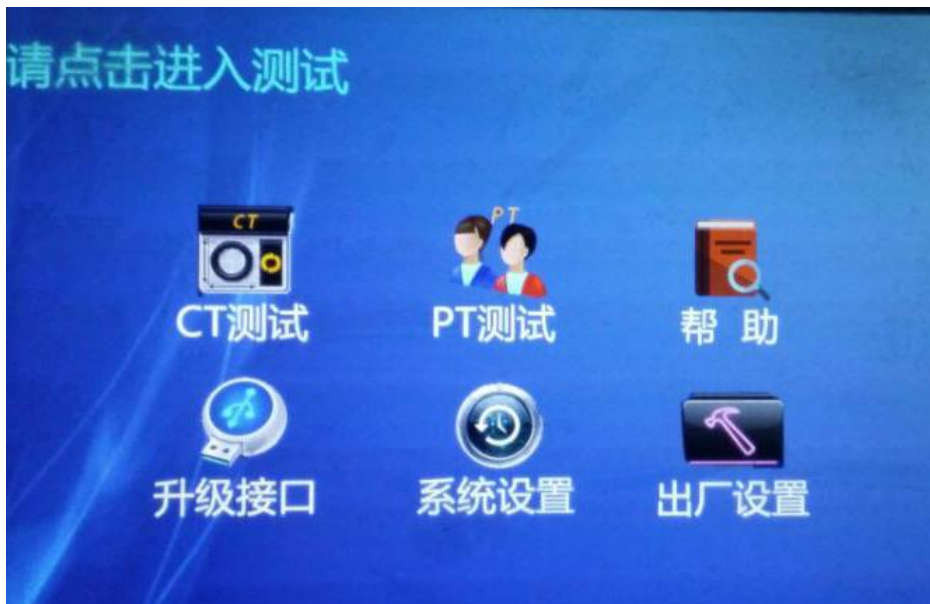 请点击进入测试
CT
PT
CT测试
PT测试
帮 助
升级接口
系统设置
出厂设置